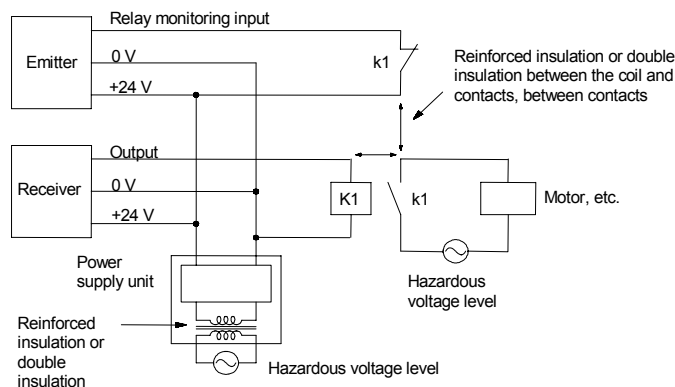 Relay monitoring input
Emitter
0 V
+24 V
k1
Reinforced insulation or double
insulation between the coil and
contacts, between contacts
Receiver
Output
0 V
+24 V
K1
k1
Motor, etc.
Power
supply unit
Hazardous
voltage level
Reinforced
insulation or
double
insulation
Hazardous voltage level